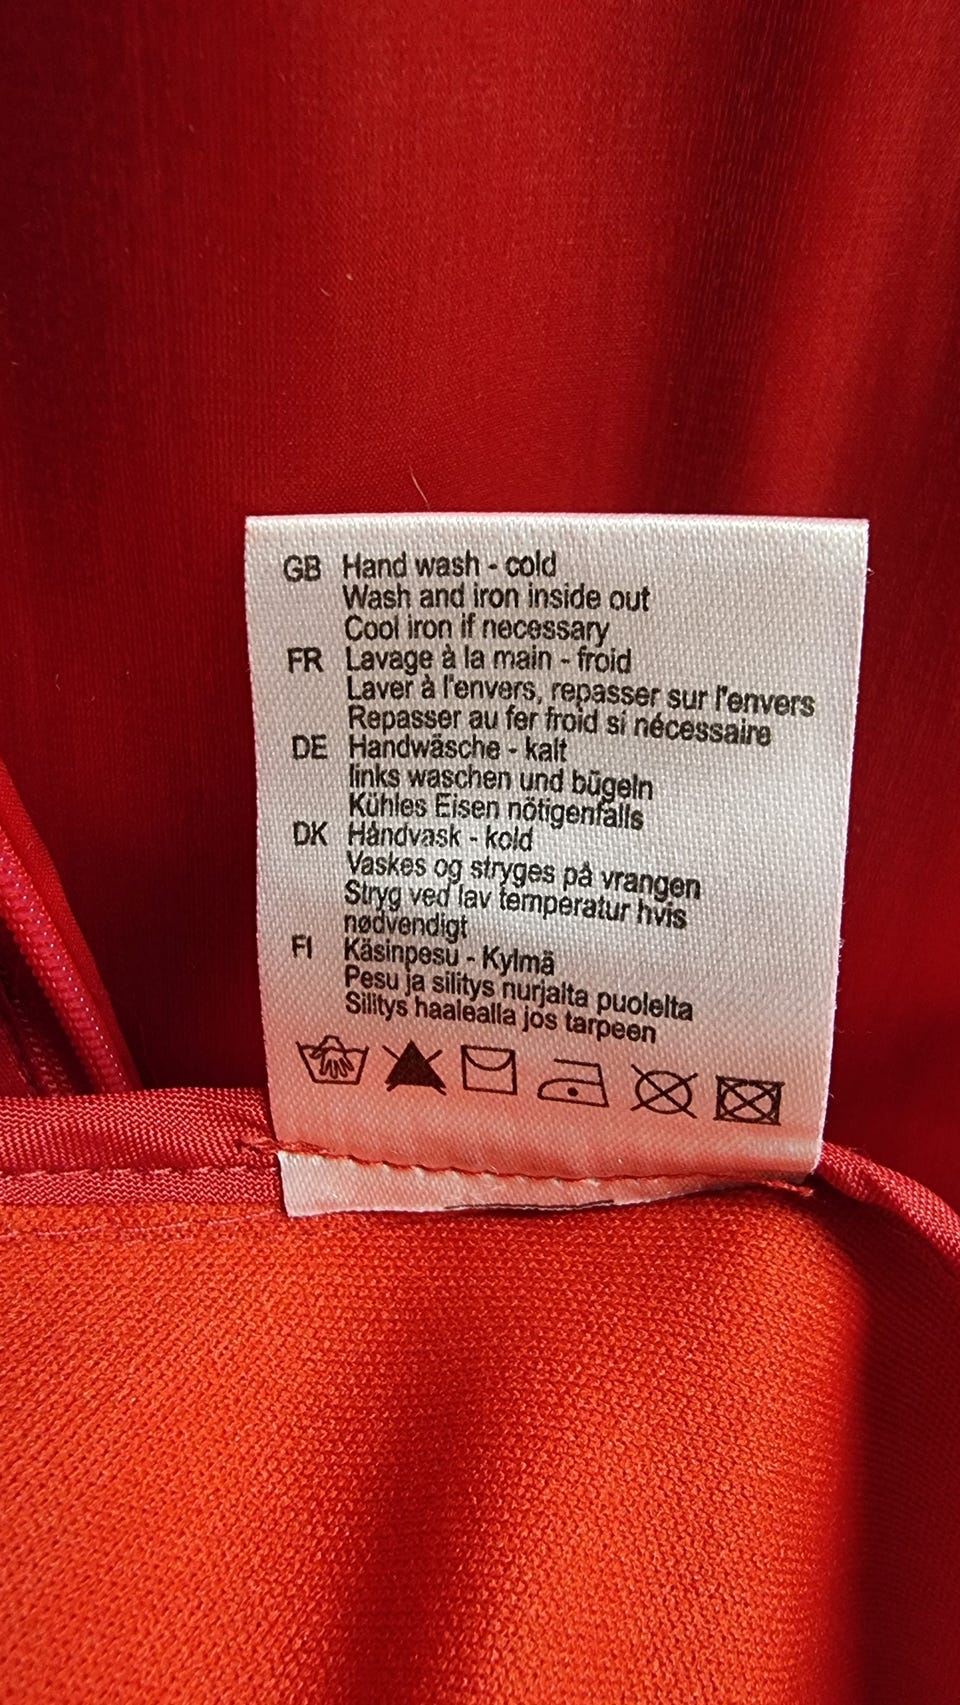 GB Hand wash - cold
Wash and iron inside out
Cool iron if necessary
FR Lavage à la main - froid
Laver à l'envers, repasser sur l'envers
Repasser au fer froid si nécessaire
DE Handwäsche - kalt
links waschen und bügeln
Kühles Eisen nötigenfalls
DK Håndvask - kold
Vaskes og stryges på vrangen
Stryg ved lav temperatur hvis
nødvendigt
FI Käsinpesu - Kylmä
Pesu ja silitys nurjalta puolelta
Silitys haalealla jos tarpeen